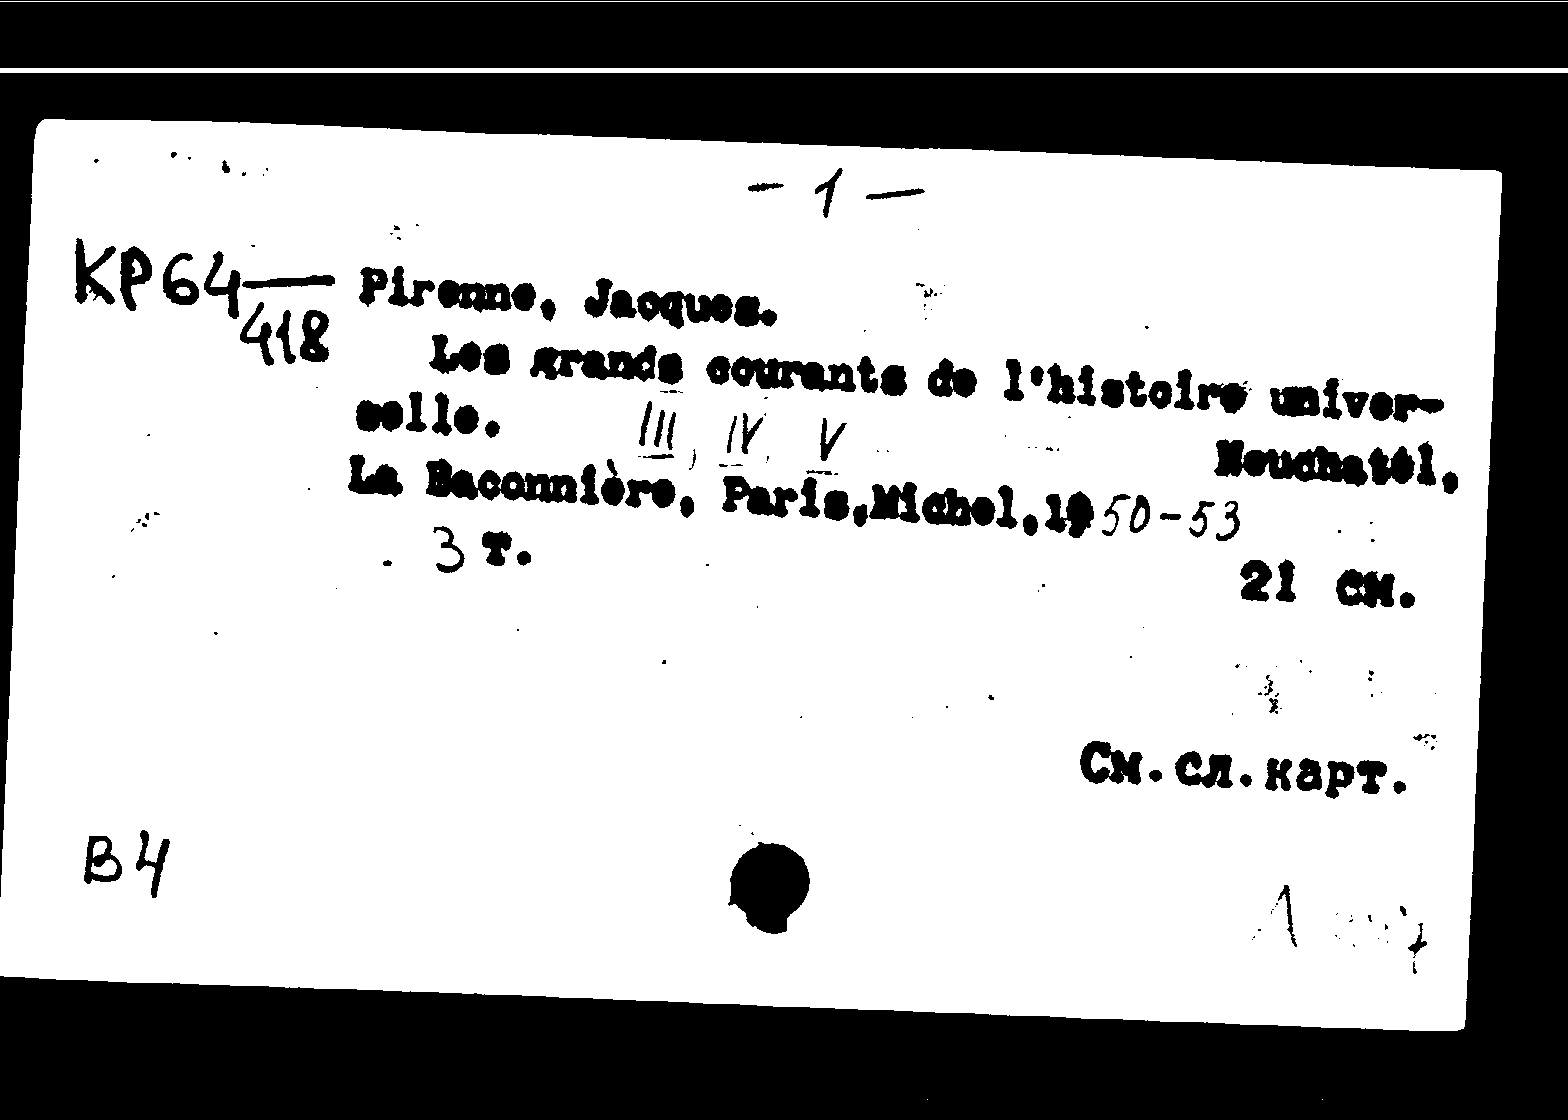 - 1 -
КР64-
418
Pirenne, Jacques.
Les grands courants de l'histoire univer-
selle. III, IV, V Neuchatêl,
La Baconnière, Paris, Michel, 1950-53
3 т.
21 см.
См. сл. карт.
В4